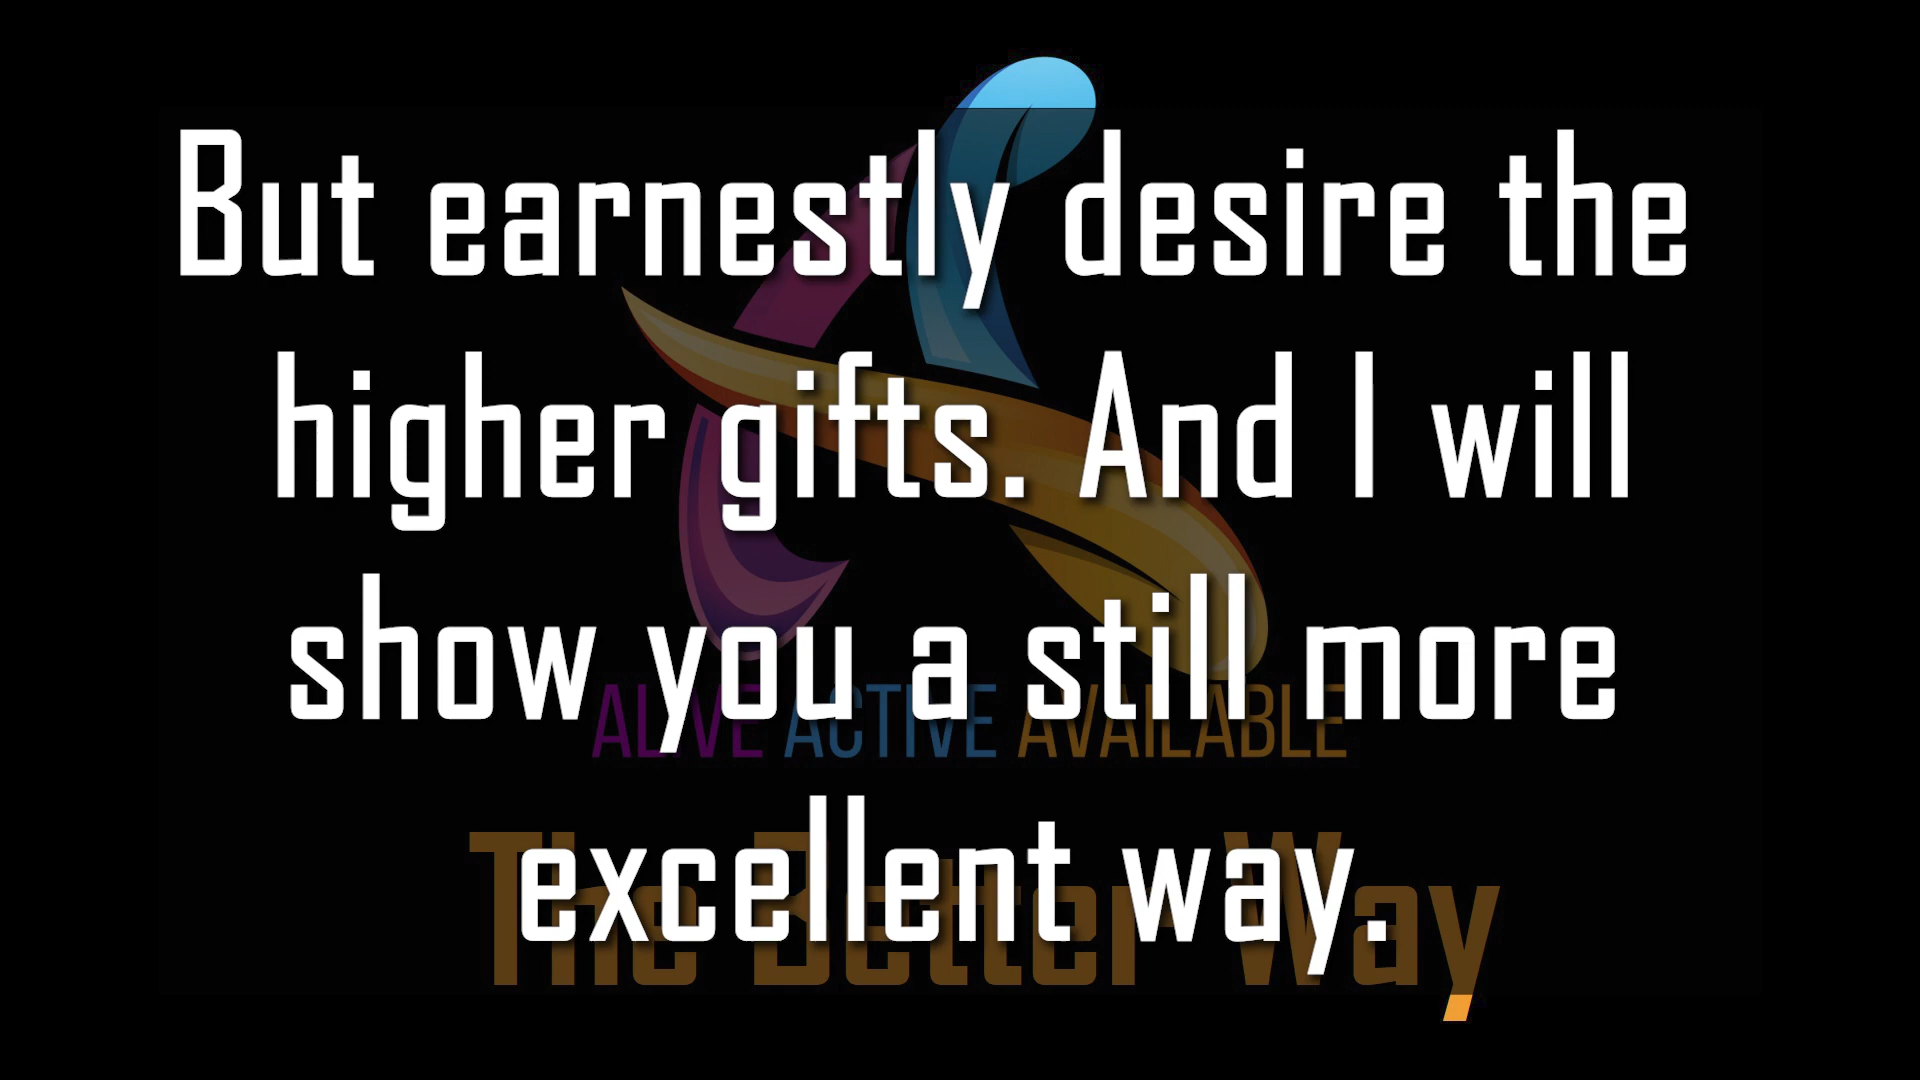 But earnestly desire the
higher gifts. And I will
show you a still more
ALIVE ACTIVE AVAILABLE
excellent way.
The Better Way